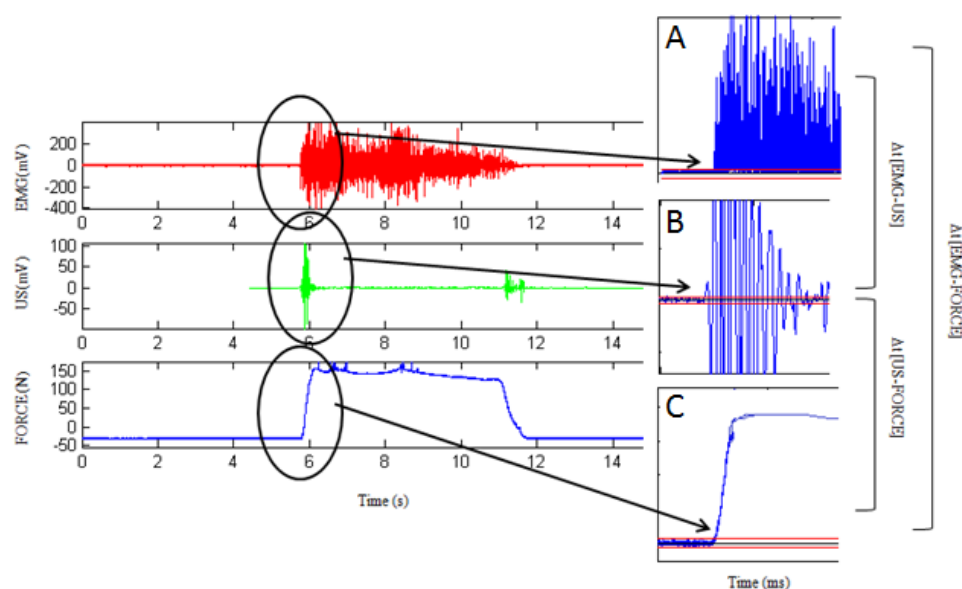 A
200
0
-200
-400
EMG(mV)
0 2 4 6 8 10 12 14
B
100
50
0
-50
US(mV)
0 2 4 6 8 10 12 14
C
150
100
50
0
-50
FORCE(N)
0 2 4 6 8 10 12 14
Time (s)
Time (ms)
Δt[EMG-US]
Δt[US-FORCE]
Δt[EMG-FORCE]